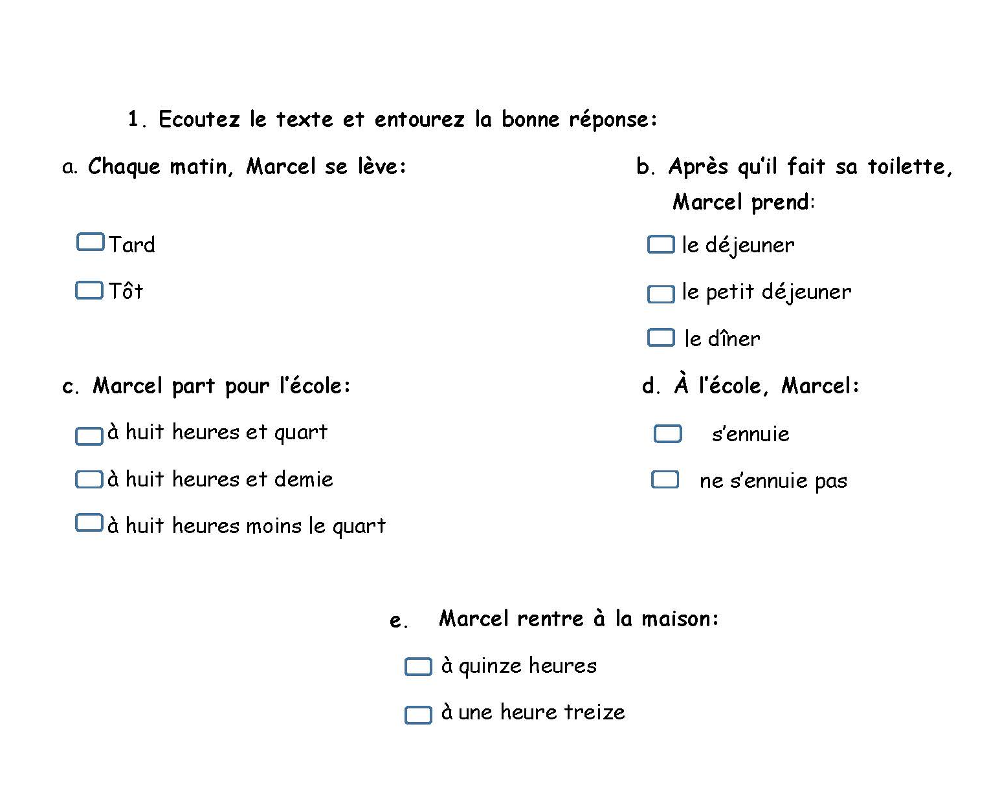 1. Ecoutez le texte et entourez la bonne réponse:
a. Chaque matin, Marcel se lève:
Tard
Tôt
b. Après qu'il fait sa toilette,
Marcel prend:
le déjeuner
le petit déjeuner
le dîner
c. Marcel part pour l'école:
à huit heures et quart
à huit heures et demie
à huit heures moins le quart
d. À l'école, Marcel:
s'ennuie
ne s'ennuie pas
e. Marcel rentre à la maison:
à quinze heures
à une heure treize